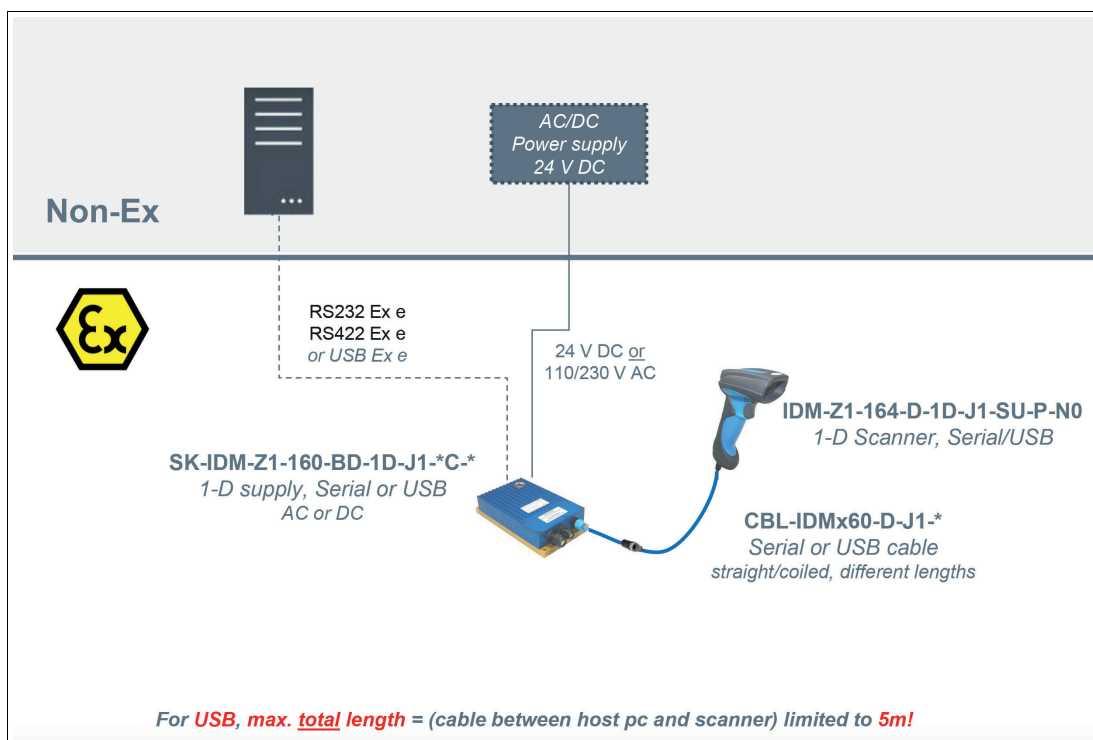 AC/DC
Power supply
24 V DC
Non-Ex
Ex
RS232 Ex e
RS422 Ex e
or USB Ex e
24 V DC or
110/230 V AC
IDM-Z1-164-D-1D-J1-SU-P-N0
1-D Scanner, Serial/USB
SK-IDM-Z1-160-BD-1D-J1-*C-*
1-D supply, Serial or USB
AC or DC
CBL-IDMx60-D-J1-*
Serial or USB cable
straight/coiled, different lengths
For USB, max. total length = (cable between host pc and scanner) limited to 5m!